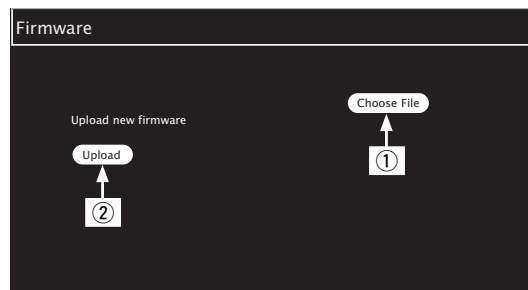 Firmware
Choose File
Upload new firmware
Upload
①
②